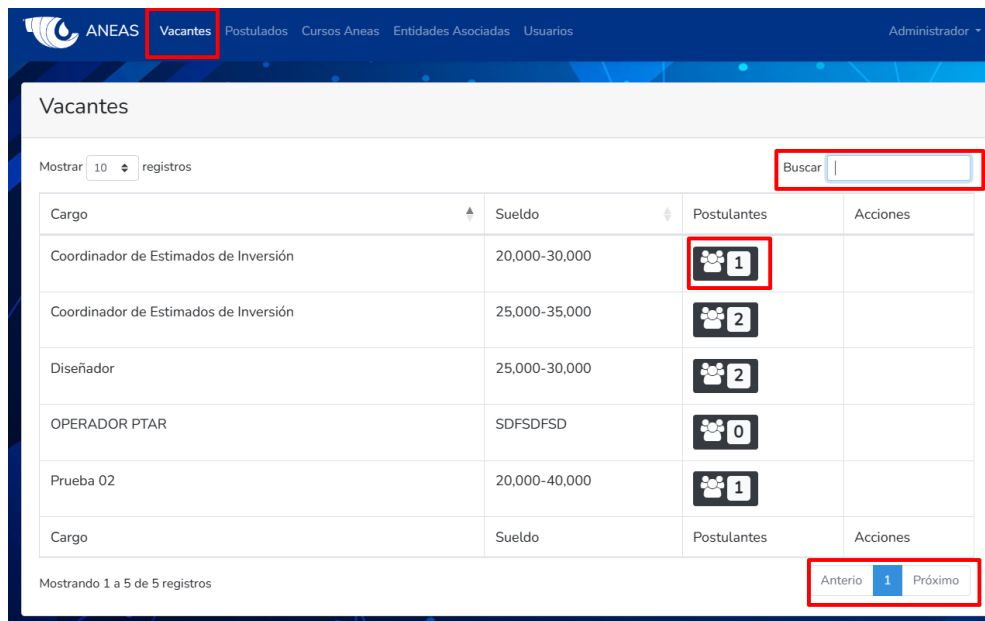 ANEAS Vacantes Postulados Cursos Aneas Entidades Asociadas Usuarios Administrador
Vacantes
Mostrar 10 registros Buscar
Cargo Sueldo Postulantes Acciones
Coordinador de Estimados de Inversión 20,000-30,000 1
Coordinador de Estimados de Inversión 25,000-35,000 2
Diseñador 25,000-30,000 2
OPERADOR PTAR SDFSDFSD 0
Prueba 02 20,000-40,000 1
Cargo Sueldo Postulantes Acciones
Mostrando 1 a 5 de 5 registros Anterio 1 Próximo